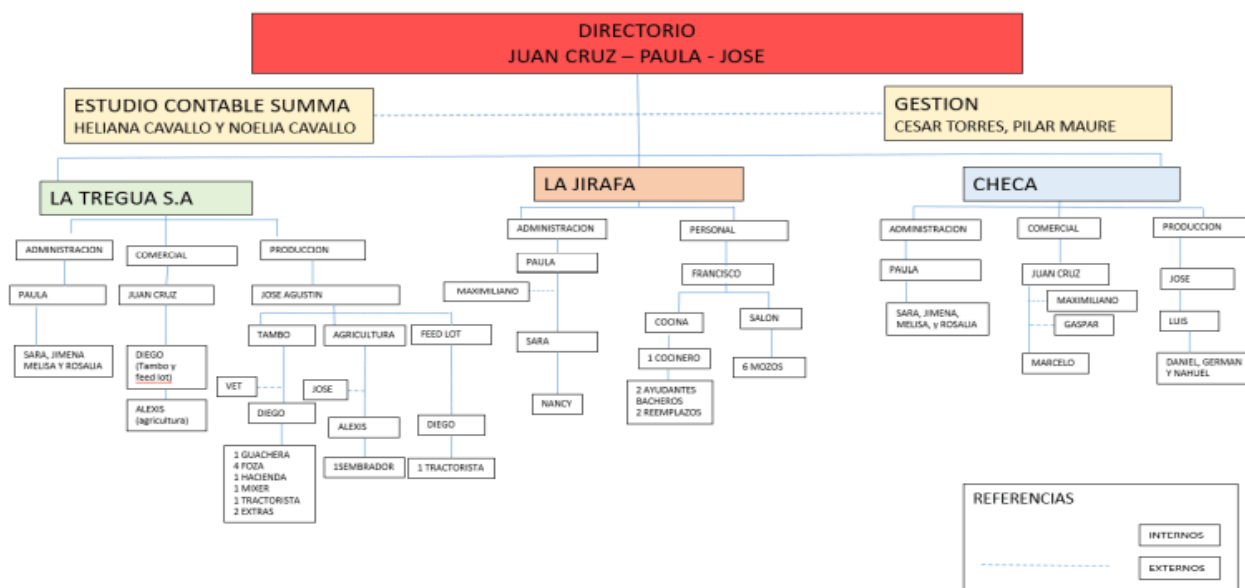 DIRECTORIO
JUAN CRUZ – PAULA - JOSE
ESTUDIO CONTABLE SUMMA
HELIANA CAVALLO Y NOELIA CAVALLO
GESTION
CESAR TORRES, PILAR MAURE
LA TREGUA S.A
ADMINISTRACION
PAULA
SARA, JIMENA
MELISA Y ROSALIA
COMERCIAL
JUAN CRUZ
DIEGO
(Tambo y
feed lot)
ALEXIS
(agricultura)
PRODUCCION
JOSE AGUSTIN
TAMBO
VET
DIEGO
1 GUACHERA
4 FOZA
1 HACIENDA
1 MIXER
1 TRACTORISTA
2 EXTRAS
AGRICULTURA
JOSE
ALEXIS
1SEMBRADOR
FEED LOT
DIEGO
1 TRACTORISTA
LA JIRAFA
ADMINISTRACION
PAULA
MAXIMILIANO
SARA
NANCY
PERSONAL
FRANCISCO
COCINA
1 COCINERO
2 AYUDANTES
BACHEROS
2 REEMPLAZOS
SALON
6 MOZOS
CHECA
ADMINISTRACION
PAULA
SARA, JIMENA,
MELISA, y ROSALIA
COMERCIAL
JUAN CRUZ
MAXIMILIANO
GASPAR
MARCELO
PRODUCCION
JOSE
LUIS
DANIEL, GERMAN
Y NAHUEL
REFERENCIAS
INTERNOS
EXTERNOS